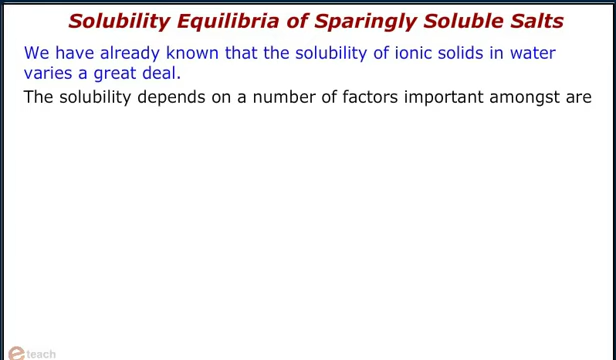 Solubility Equilibria of Sparingly Soluble Salts
We have already known that the solubility of ionic solids in water
varies a great deal.
The solubility depends on a number of factors important amongst are
e teach